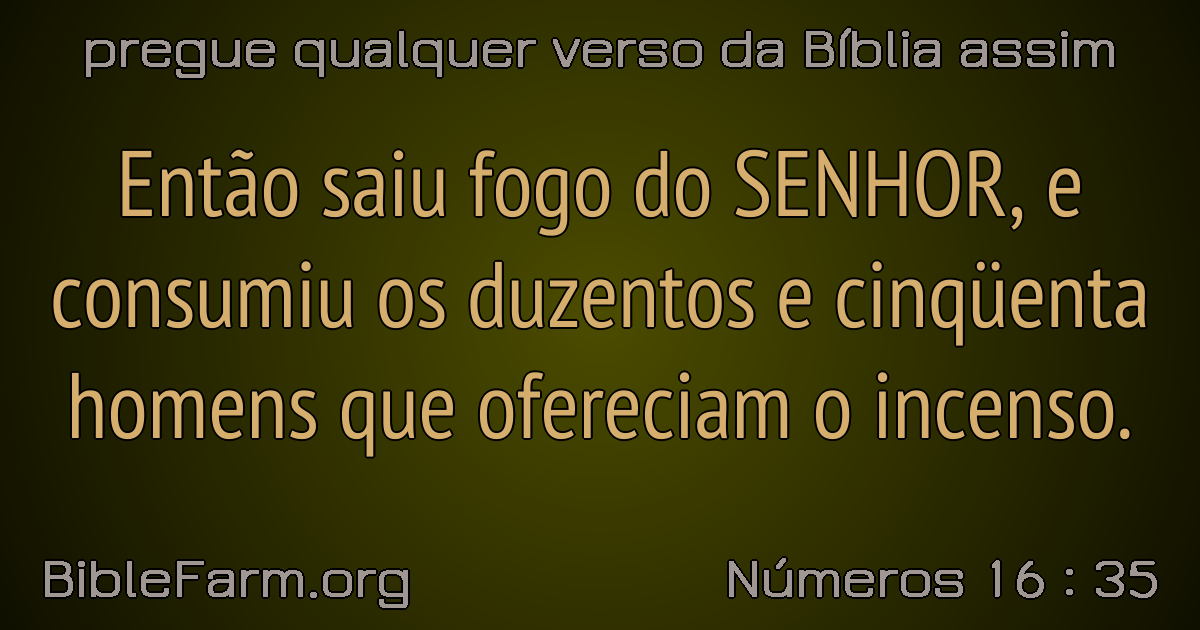 pregue qualquer verso da Bíblia assim
Então saiu fogo do SENHOR, e
consumiu os duzentos e cinqüenta
homens que ofereciam o incenso.
BibleFarm.org
Números 16 : 35